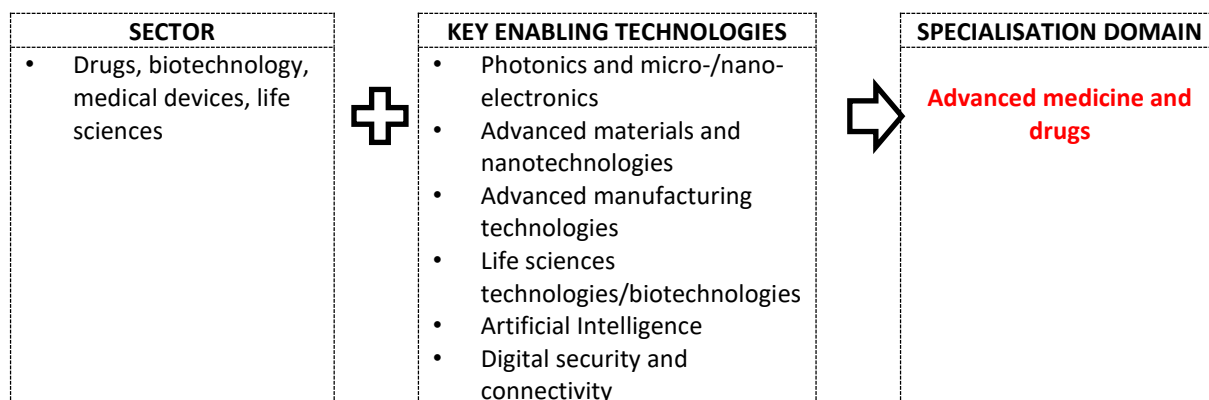 SECTOR
• Drugs, biotechnology,
medical devices, life
sciences
KEY ENABLING TECHNOLOGIES
• Photonics and micro-/nano-
electronics
• Advanced materials and
nanotechnologies
• Advanced manufacturing
technologies
• Life sciences
technologies/biotechnologies
• Artificial Intelligence
• Digital security and
connectivity
SPECIALISATION DOMAIN
Advanced medicine and
drugs